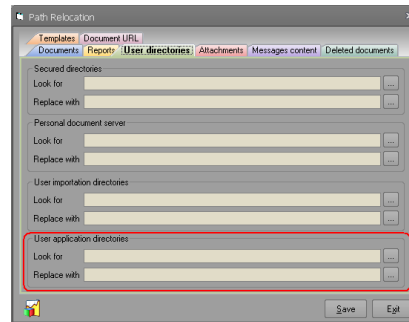 Path Relocation
Templates Document URL
Documents Reports User directories Attachments Messages content Deleted documents
Secured directories
Look for ...
Replace with ...
Personal document server
Look for ...
Replace with ...
User importation directories
Look for ...
Replace with ...
User application directories
Look for ...
Replace with ...
Save Exit